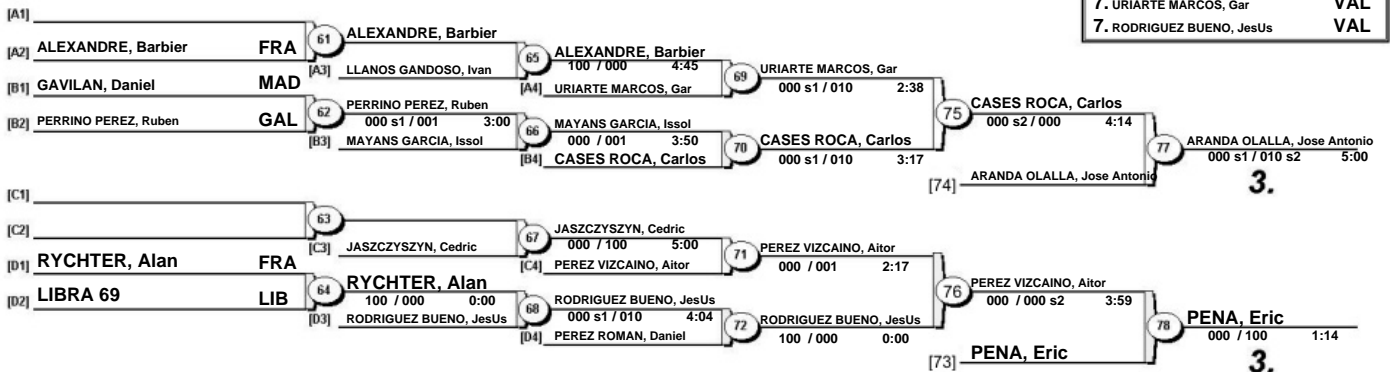 7. URIARTE MARCOS, Gar VAL
7. RODRIGUEZ BUENO, JesUs VAL
[A1]
61 ALEXANDRE, Barbier
[A2] ALEXANDRE, Barbier FRA
65 ALEXANDRE, Barbier
100 / 000 4:45
[A3] LLANOS GANDOSO, Ivan
69 URIARTE MARCOS, Gar
000 s1 / 010 2:38
[B1] GAVILAN, Daniel MAD
[A4] URIARTE MARCOS, Gar
62 PERRINO PEREZ, Ruben
000 s1 / 001 3:00
75 CASES ROCA, Carlos
000 s2 / 000 4:14
[B2] PERRINO PEREZ, Ruben GAL
66 MAYANS GARCIA, Issol
000 / 001 3:50
[B3] MAYANS GARCIA, Issol
70 CASES ROCA, Carlos
000 s1 / 010 3:17
77 ARANDA OLALLA, Jose Antonio
000 s1 / 010 s2 5:00
[B4] CASES ROCA, Carlos
[74] ARANDA OLALLA, Jose Antonio
3.
[C1]
63
[C2]
67 JASZCZYSZYN, Cedric
000 / 100 5:00
[C3] JASZCZYSZYN, Cedric
71 PEREZ VIZCAINO, Aitor
000 / 001 2:17
[D1] RYCHTER, Alan FRA
[C4] PEREZ VIZCAINO, Aitor
64 RYCHTER, Alan
100 / 000 0:00
76 PEREZ VIZCAINO, Aitor
000 / 000 s2 3:59
[D2] LIBRA 69 LIB
68 RODRIGUEZ BUENO, JesUs
000 s1 / 010 4:04
[D3] RODRIGUEZ BUENO, JesUs
72 RODRIGUEZ BUENO, JesUs
100 / 000 0:00
78 PENA, Eric
000 / 100 1:14
[D4] PEREZ ROMAN, Daniel
[73] PENA, Eric
3.